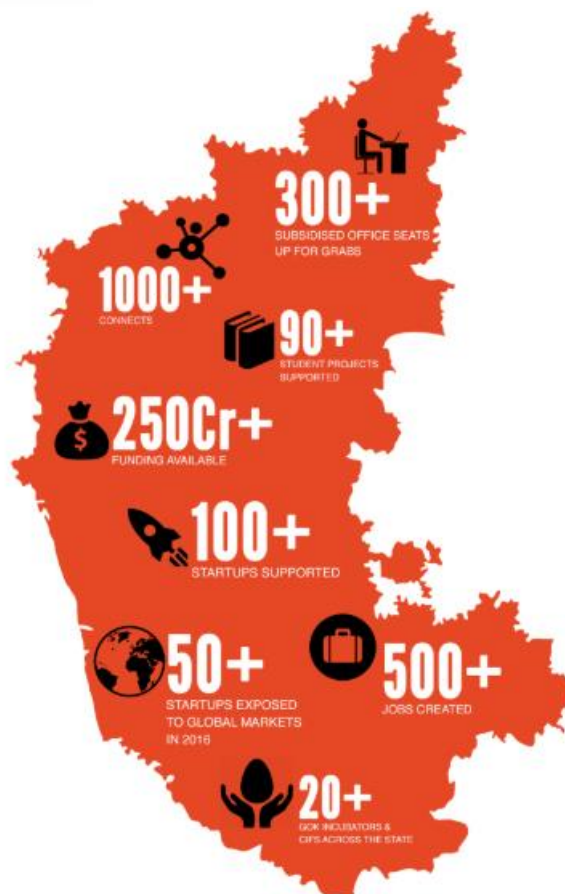 300+
SUBSIDISED OFFICE SEATS
UP FOR GRABS
1000+
CONNECTS
90+
STUDENT PROJECTS
SUPPORTED
250Cr+
FUNDING AVAILABLE
100+
STARTUPS SUPPORTED
50+
STARTUPS EXPOSED
TO GLOBAL MARKETS
IN 2016
500+
JOBS CREATED
20+
GOK INCUBATORS &
CIFS ACROSS THE STATE